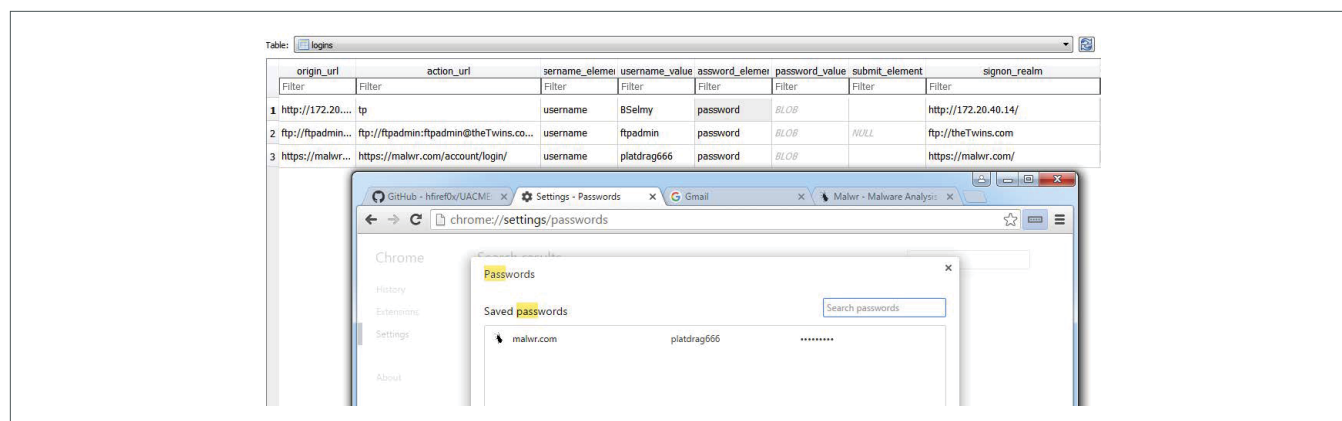 Table: logins
origin_url action_url sername_elemer username_value assword_elemer password_value submit_element signon_realm
Filter Filter Filter Filter Filter Filter Filter Filter
1 http://172.20.... tp username BSelmy password BLOB http://172.20.40.14/
2 ftp://ftpadmin... ftp://ftpadmin:ftpadmin@theTwins.co... username ftpadmin password BLOB NULL ftp://theTwins.com
3 https://malwr... https://malwr.com/account/login/ username platdrag666 password BLOB https://malwr.com/
GitHub - hfiref0x/UACME Settings - Passwords Gmail Malwr - Malware Analysis
chrome://settings/passwords
Chrome Search results
Passwords
History
Extensions
Saved passwords Search passwords
Settings
malwr.com platdrag666 •••••••••
About